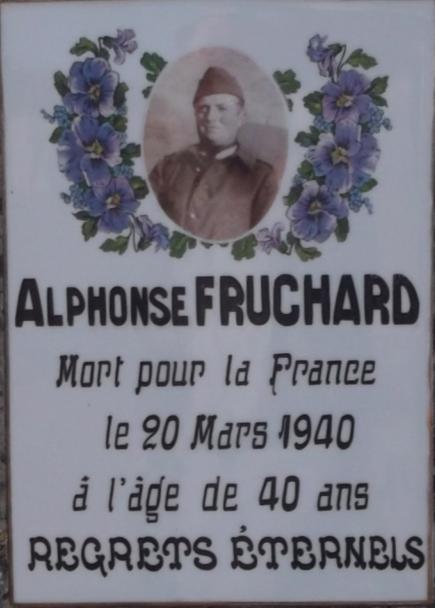 ALPHONSE FRUCHARD
Mort pour la France
le 20 Mars 1940
à l'âge de 40 ans
REGRETS ÉTERNELS